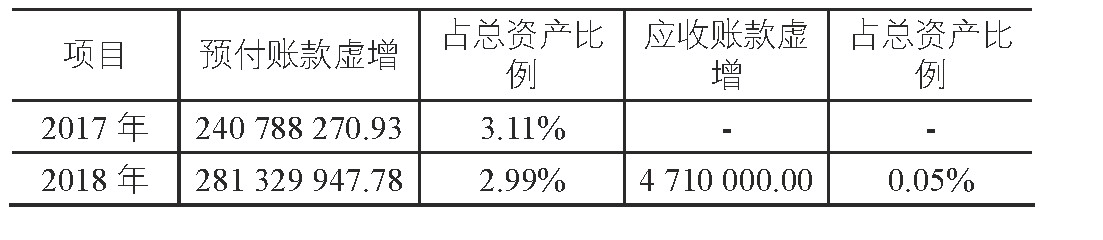 项目 预付账款虚增 占总资产比例 应收账款虚增 占总资产比例
2017 年 240 788 270.93 3.11% - -
2018 年 281 329 947.78 2.99% 4 710 000.00 0.05%